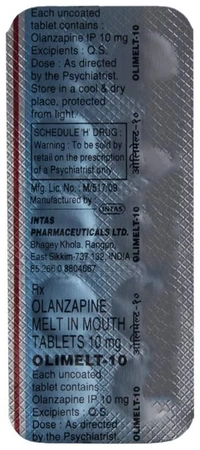 Each uncoated
tablet contains :
Olanzapine IP 10 mg
Excipients : Q.S.
Dose : As directed
by the Psychiatrist.
Store in a cool & dry
place, protected
from light.
SCHEDULE 'H' DRUG :
Warning : To be sold by
retail on the prescription
of a Psychiatrist only.
Mfg. Lic. No. : M/517/09
Manufactured by :
INTAS
INTAS
PHARMACEUTICALS LTD.
Bhagey Khola, Rangpo,
East Sikkim-737 132, INDIA
Rx
OLANZAPINE
MELT IN MOUTH
TABLETS 10 mg
OLIMELT-10
Each uncoated
tablet contains :
Olanzapine IP 10 mg
Excipients : Q.S.
Dose : As directed
by the Psychiatrist.
OLIMELT-10
OLIMELT-10